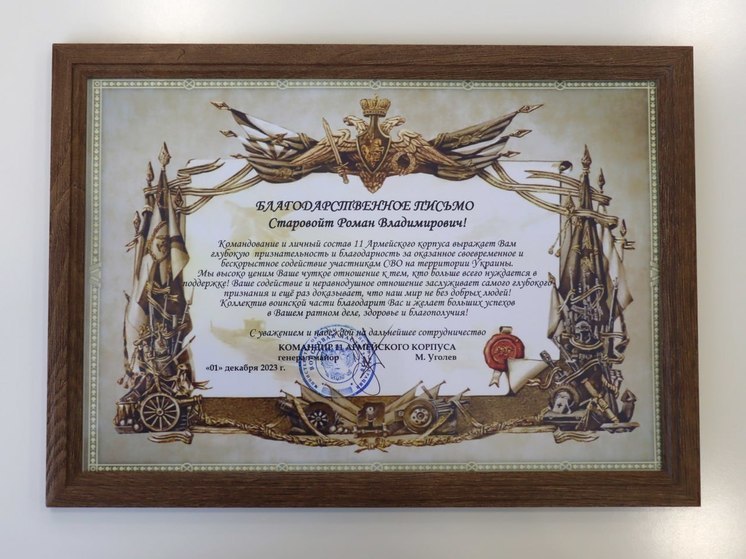 БЛАГОДАРСТВЕННОЕ ПИСЬМО
Старовойт Роман Владимирович!
Командование и личный состав 11 Армейского корпуса выражает Вам
глубокую признательность и благодарность за оказанное своевременное и
бескорыстное содействие участникам СВО на территории Украины.
Мы высоко ценим Ваше чуткое отношение к тем, кто больше всего нуждается в
поддержке! Ваше содействие и неравнодушное отношение заслуживает самого глубокого
признания и ещё раз доказывает, что наш мир не без добрых людей!
Коллектив воинской части благодарит Вас и желает больших успехов
в Вашем ратном деле, здоровье и благополучия!
С уважением и надеждой на дальнейшее сотрудничество
КОМАНДИР 11 АРМЕЙСКОГО КОРПУСА
генерал-майор М. Уголев
«01» декабря 2023 г.